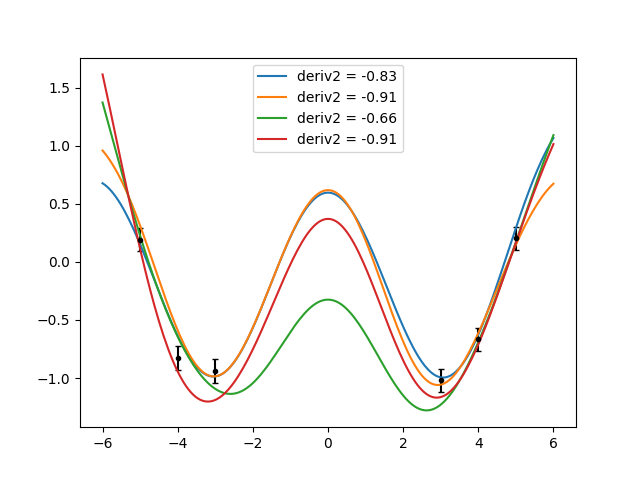 deriv2 = -0.83
deriv2 = -0.91
deriv2 = -0.66
deriv2 = -0.91
1.5
1.0
0.5
0.0
−0.5
−1.0
−6 −4 −2 0 2 4 6